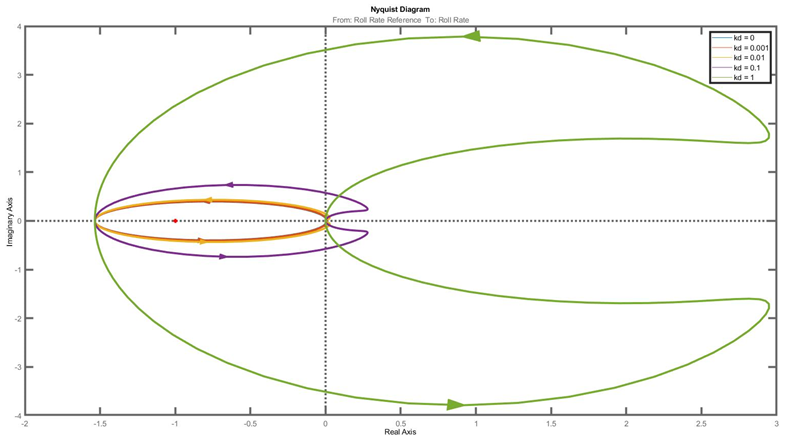 Nyquist Diagram
From: Roll Rate Reference  To: Roll Rate
kd = 0
kd = 0.001
kd = 0.01
kd = 0.1
kd = 1
Imaginary Axis
4
3
2
1
0
-1
-2
-3
-4
-2
-1.5
-1
-0.5
0
0.5
1
1.5
2
2.5
3
Real Axis